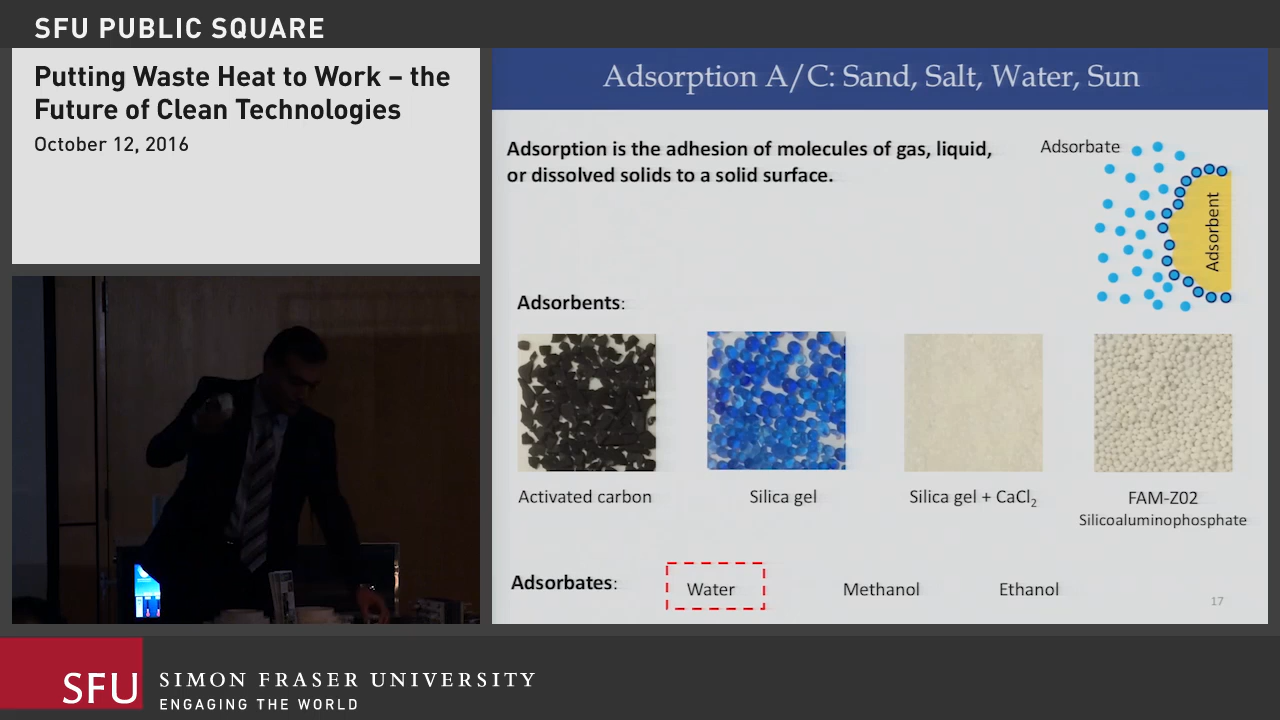 SFU PUBLIC SQUARE
Putting Waste Heat to Work – the
Future of Clean Technologies
October 12, 2016
Adsorption A/C: Sand, Salt, Water, Sun
Adsorption is the adhesion of molecules of gas, liquid,
or dissolved solids to a solid surface.
Adsorbate
Adsorbent
Adsorbents:
Activated carbon
Silica gel
Silica gel + CaCl₂
FAM-Z02
Silicoaluminophosphate
Adsorbates:
Water
Methanol
Ethanol
17
SFU
SIMON FRASER UNIVERSITY
ENGAGING THE WORLD